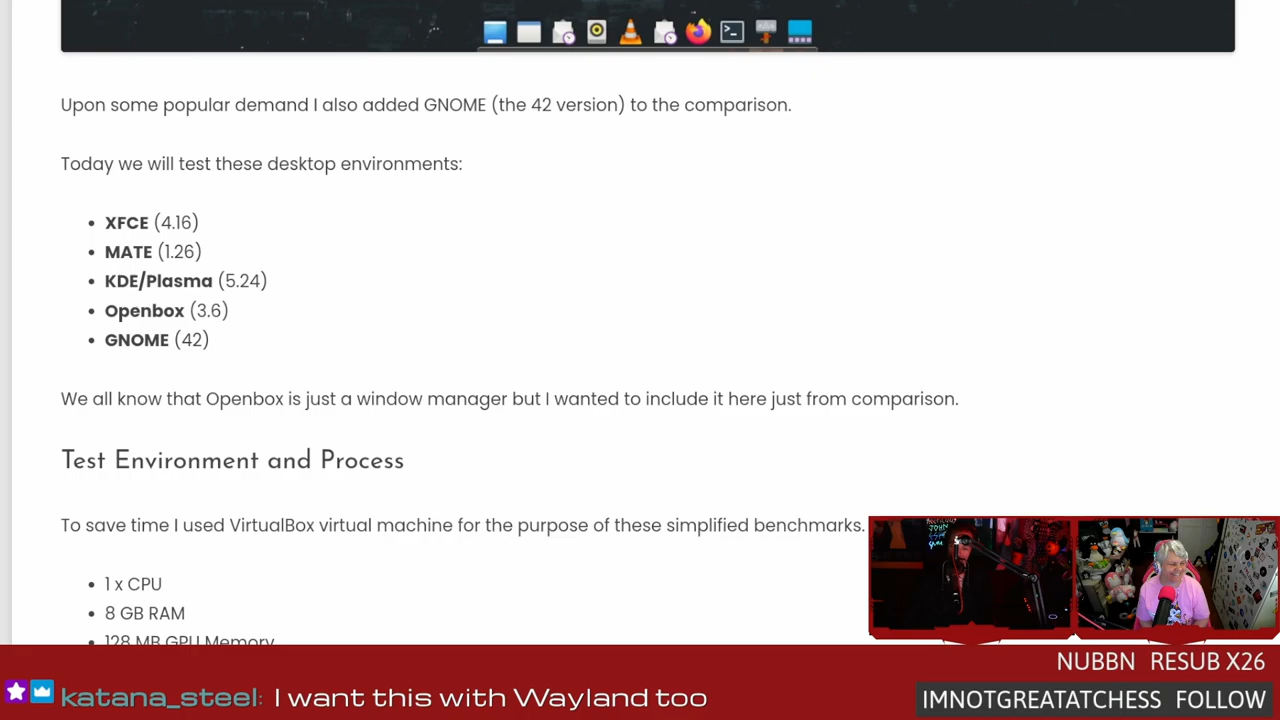 Upon some popular demand I also added GNOME (the 42 version) to the comparison.
Today we will test these desktop environments:
• XFCE (4.16)
• MATE (1.26)
• KDE/Plasma (5.24)
• Openbox (3.6)
• GNOME (42)
We all know that Openbox is just a window manager but I wanted to include it here just from comparison.
Test Environment and Process
To save time I used VirtualBox virtual machine for the purpose of these simplified benchmarks.
• 1 x CPU
• 8 GB RAM
• 128 MB GPU Memory
NUBBN RESUB X26
katana_steel: I want this with Wayland too
IMNOTGREATATCHESS FOLLOW